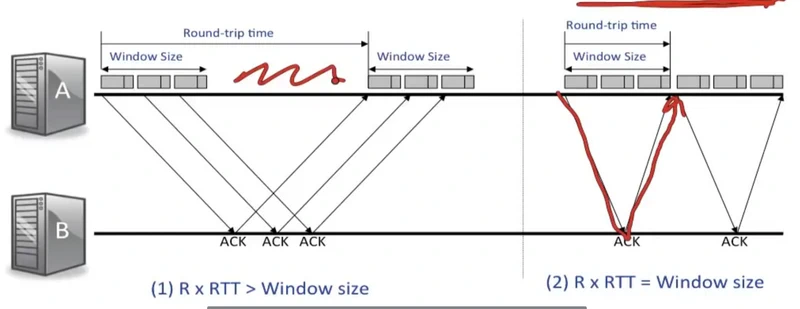 Round-trip time
Window Size
Window Size
A
B
ACK
ACK
ACK
(1) R x RTT > Window size
Round-trip time
Window Size
ACK
ACK
(2) R x RTT = Window size